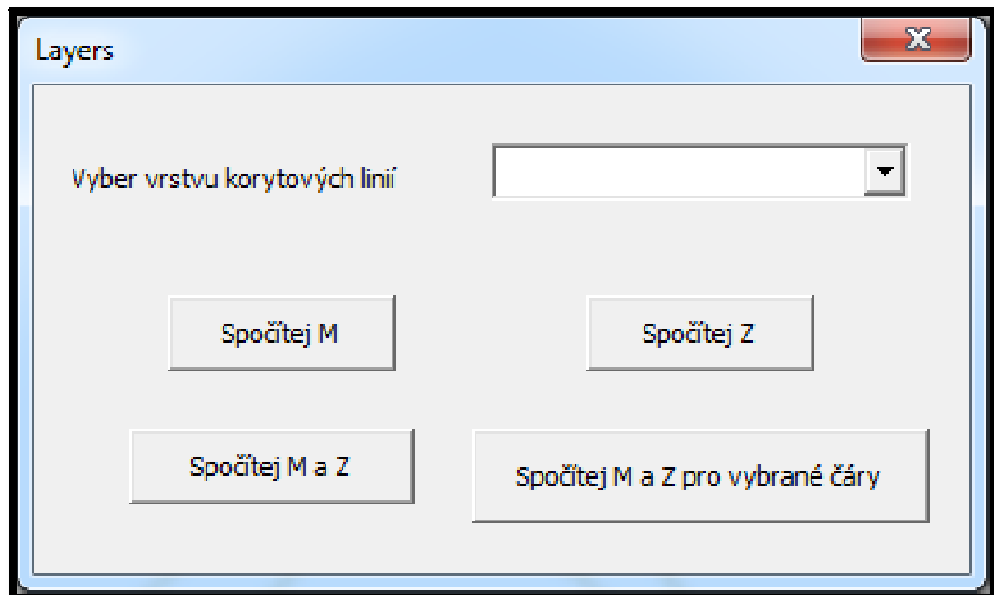 Layers
Vyber vrstvu korytových linií
Spočítej M
Spočítej Z
Spočítej M a Z
Spočítej M a Z pro vybrané čáry